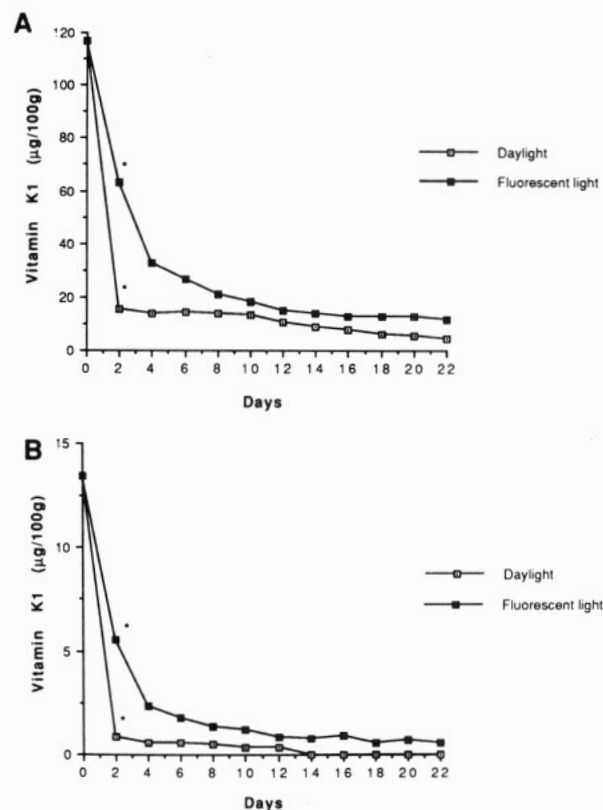 A
120
100
80
60
40
20
0
Vitamin K1 (µg/100g)
0 2 4 6 8 10 12 14 16 18 20 22
Days
Daylight
Fluorescent light
B
15
10
5
0
Vitamin K1 (µg/100g)
0 2 4 6 8 10 12 14 16 18 20 22
Days
Daylight
Fluorescent light